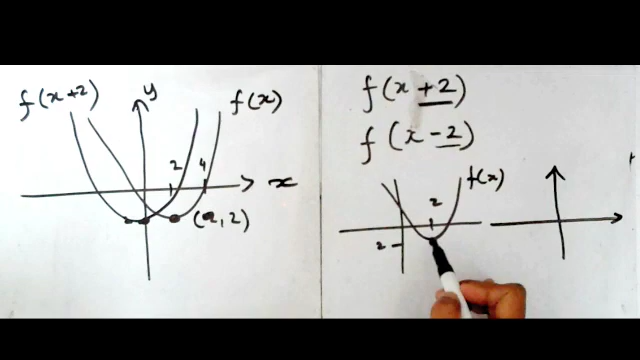 f(x+2)
y
f(x)
2
4
x
(2,2)
f(x+2)
f(x-2)
f(x)
2
2